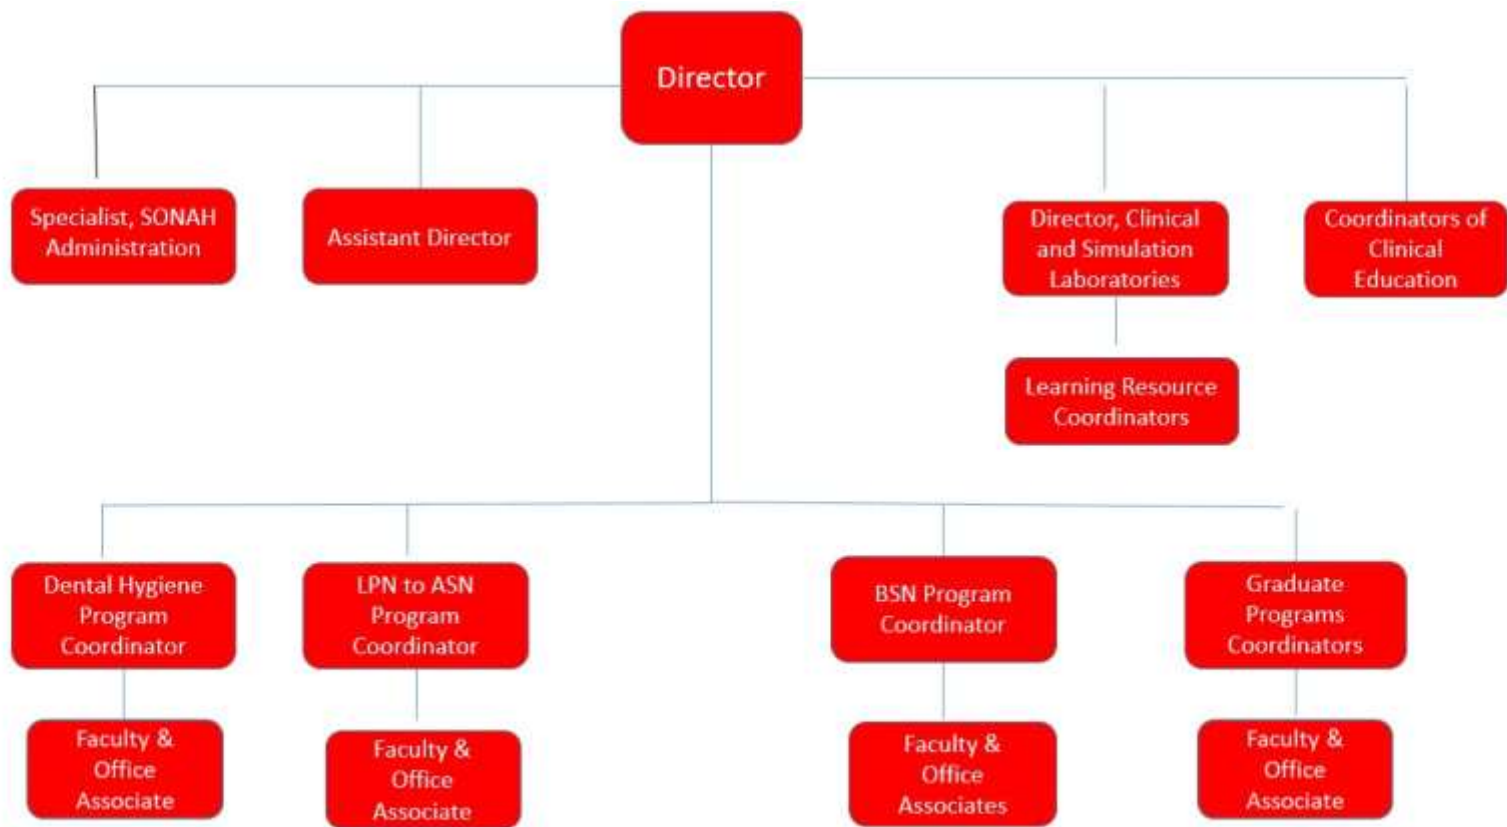 Director
Specialist, SONAH
Administration
Assistant Director
Director, Clinical
and Simulation
Laboratories
Coordinators of
Clinical
Education
Learning Resource
Coordinators
Dental Hygiene
Program
Coordinator
LPN to ASN
Program
Coordinator
BSN Program
Coordinator
Graduate
Programs
Coordinators
Faculty &
Office
Associate
Faculty &
Office
Associate
Faculty &
Office
Associates
Faculty &
Office
Associate